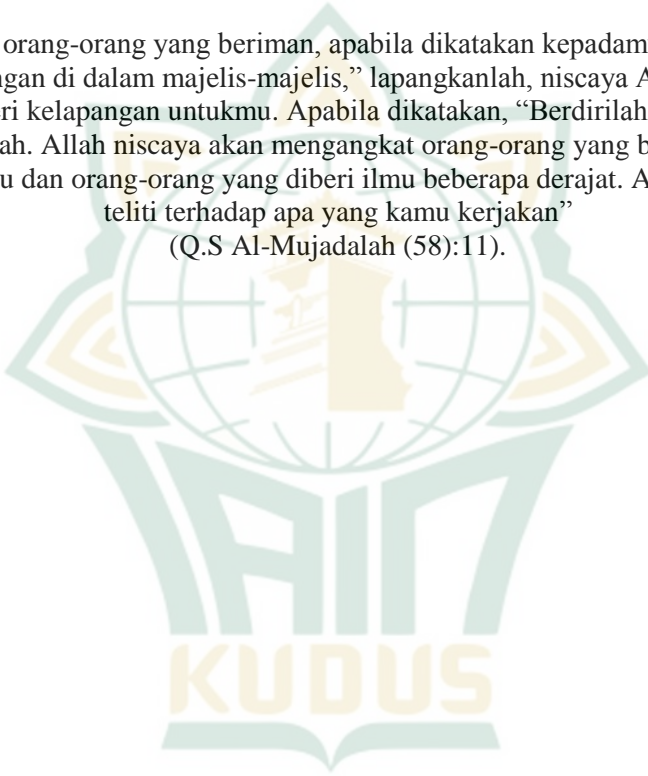 orang-orang yang beriman, apabila dikatakan kepadam
ngan di dalam majelis-majelis,” lapangkanlah, niscaya A
eri kelapangan untukmu. Apabila dikatakan, “Berdirilah
ah. Allah niscaya akan mengangkat orang-orang yang b
u dan orang-orang yang diberi ilmu beberapa derajat. A
teliti terhadap apa yang kamu kerjakan”
(Q.S Al-Mujadalah (58):11).
IAIN
KUDUS